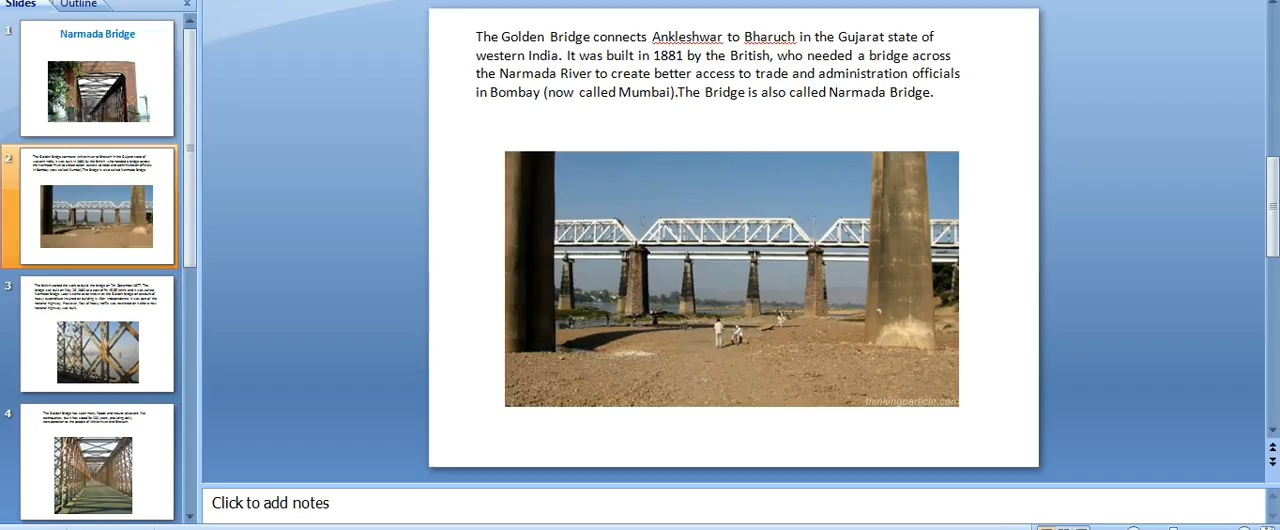 Slides
Outline
1
Narmada Bridge
2
3
4
The Golden Bridge connects Ankleshwar to Bharuch in the Gujarat state of
western India. It was built in 1881 by the British, who needed a bridge across
the Narmada River to create better access to trade and administration officials
in Bombay (now called Mumbai).The Bridge is also called Narmada Bridge.
thinkingparticle.com
Click to add notes